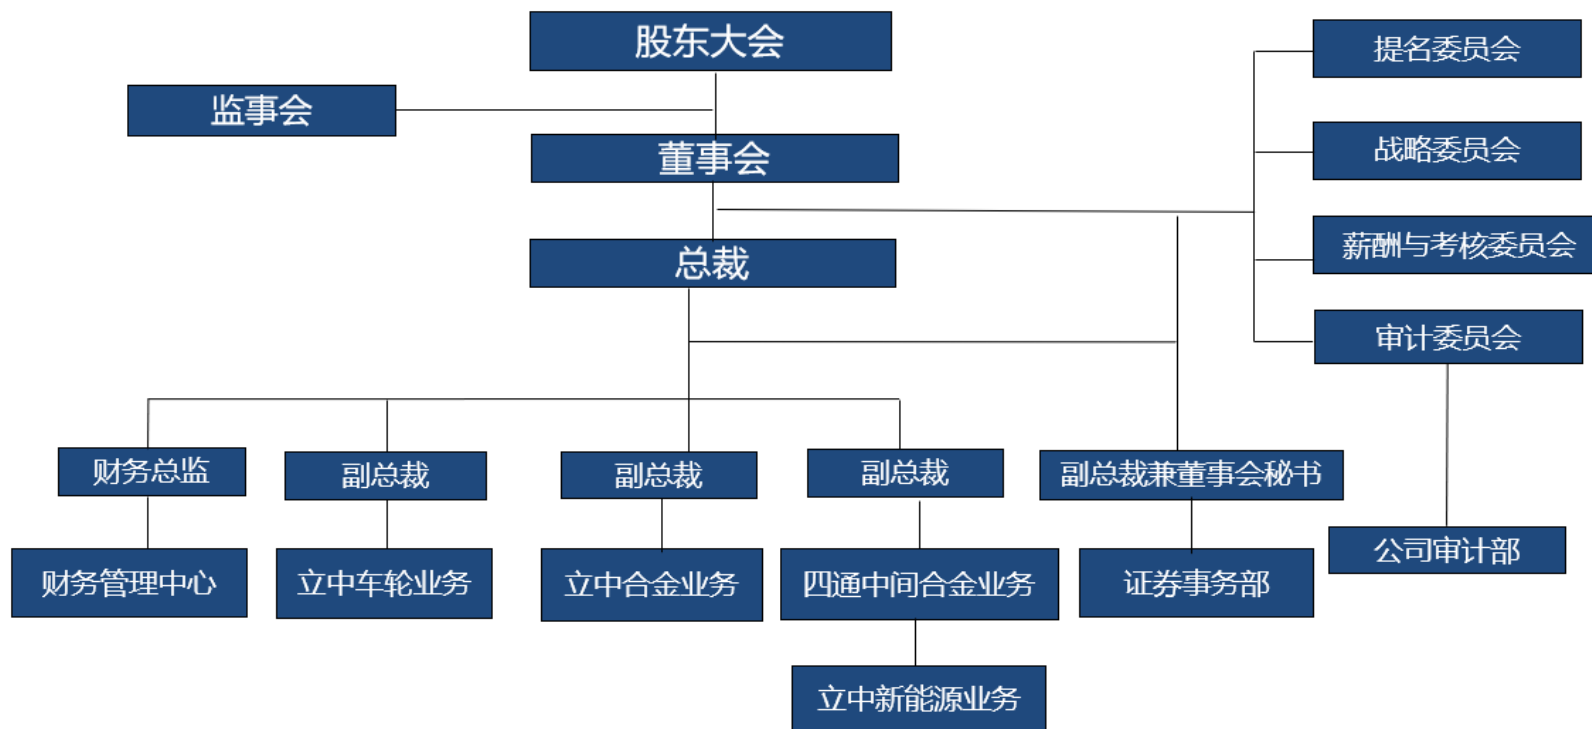 股东大会
提名委员会
监事会
董事会
战略委员会
总裁
薪酬与考核委员会
审计委员会
财务总监
副总裁
副总裁
副总裁
副总裁兼董事会秘书
财务管理中心
立中车轮业务
立中合金业务
四通中间合金业务
证券事务部
公司审计部
立中新能源业务